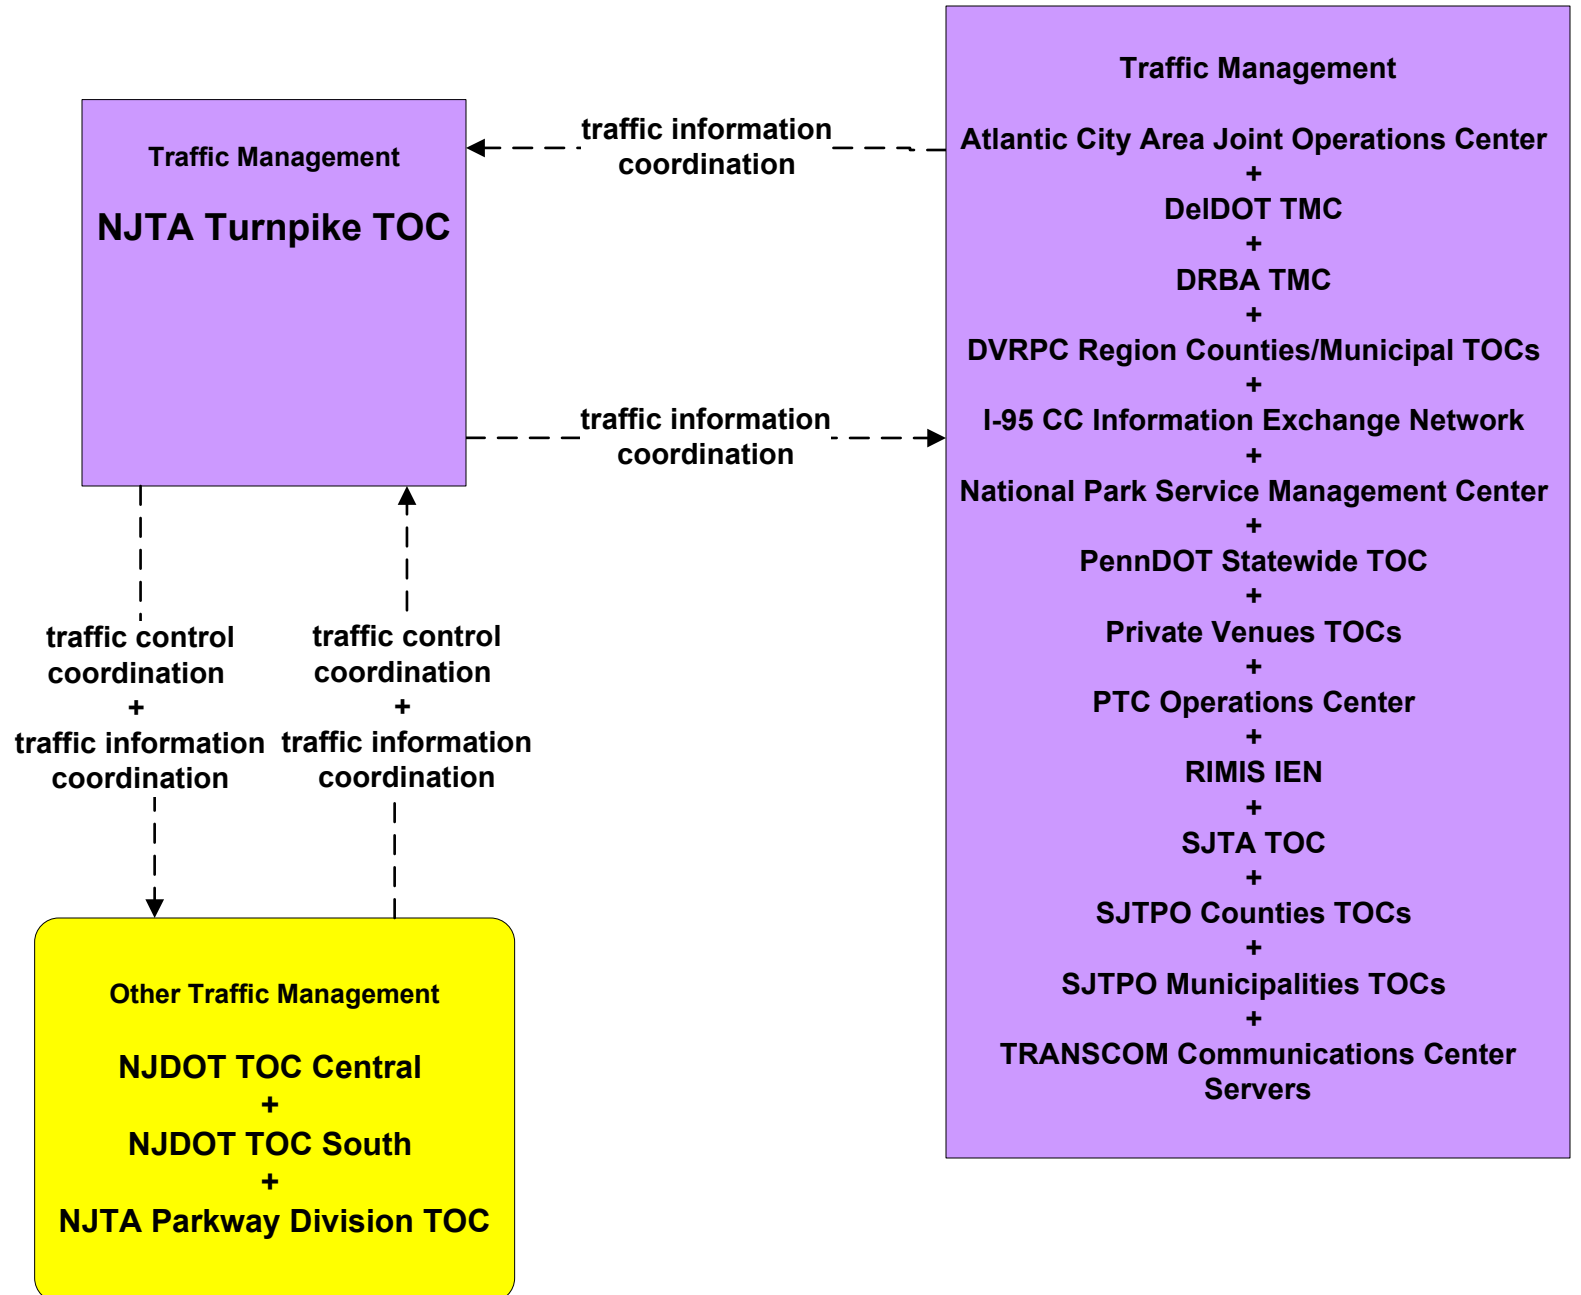 Traffic Management
NJTA Turnpike TOC
traffic information
coordination
traffic information
coordination
Traffic Management
Atlantic City Area Joint Operations Center
+
DelDOT TMC
+
DRBA TMC
+
DVRPC Region Counties/Municipal TOCs
+
I-95 CC Information Exchange Network
+
National Park Service Management Center
+
PennDOT Statewide TOC
+
Private Venues TOCs
+
PTC Operations Center
+
RIMIS IEN
+
SJTA TOC
+
SJTPO Counties TOCs
+
SJTPO Municipalities TOCs
+
TRANSCOM Communications Center
Servers
traffic control
coordination
+
traffic information
coordination
traffic control
coordination
+
traffic information
coordination
Other Traffic Management
NJDOT TOC Central
+
NJDOT TOC South
+
NJTA Parkway Division TOC